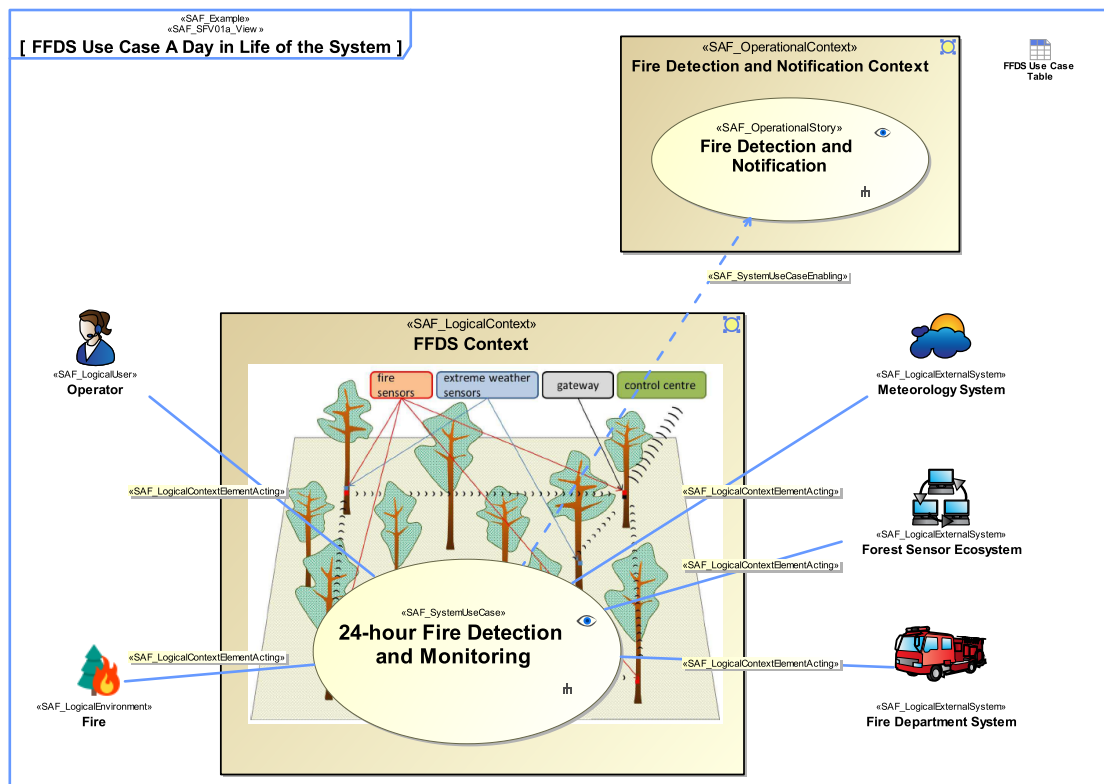 «SAF_Example»
«SAF_SFV01a_View »
[ FFDS Use Case A Day in Life of the System ]
«SAF_OperationalContext»
Fire Detection and Notification Context
«SAF_OperationalStory»
Fire Detection and
Notification
FFDS Use Case
Table
«SAF_SystemUseCaseEnabling»
«SAF_LogicalContext»
FFDS Context
fire
sensors
extreme weather
sensors
gateway
control centre
«SAF_LogicalUser»
Operator
«SAF_LogicalExternalSystem»
Meteorology System
«SAF_LogicalContextElementActing»
«SAF_LogicalContextElementActing»
«SAF_LogicalExternalSystem»
Forest Sensor Ecosystem
«SAF_LogicalContextElementActing»
«SAF_SystemUseCase»
24-hour Fire Detection
and Monitoring
«SAF_LogicalContextElementActing»
«SAF_LogicalContextElementActing»
«SAF_LogicalEnvironment»
Fire
«SAF_LogicalExternalSystem»
Fire Department System